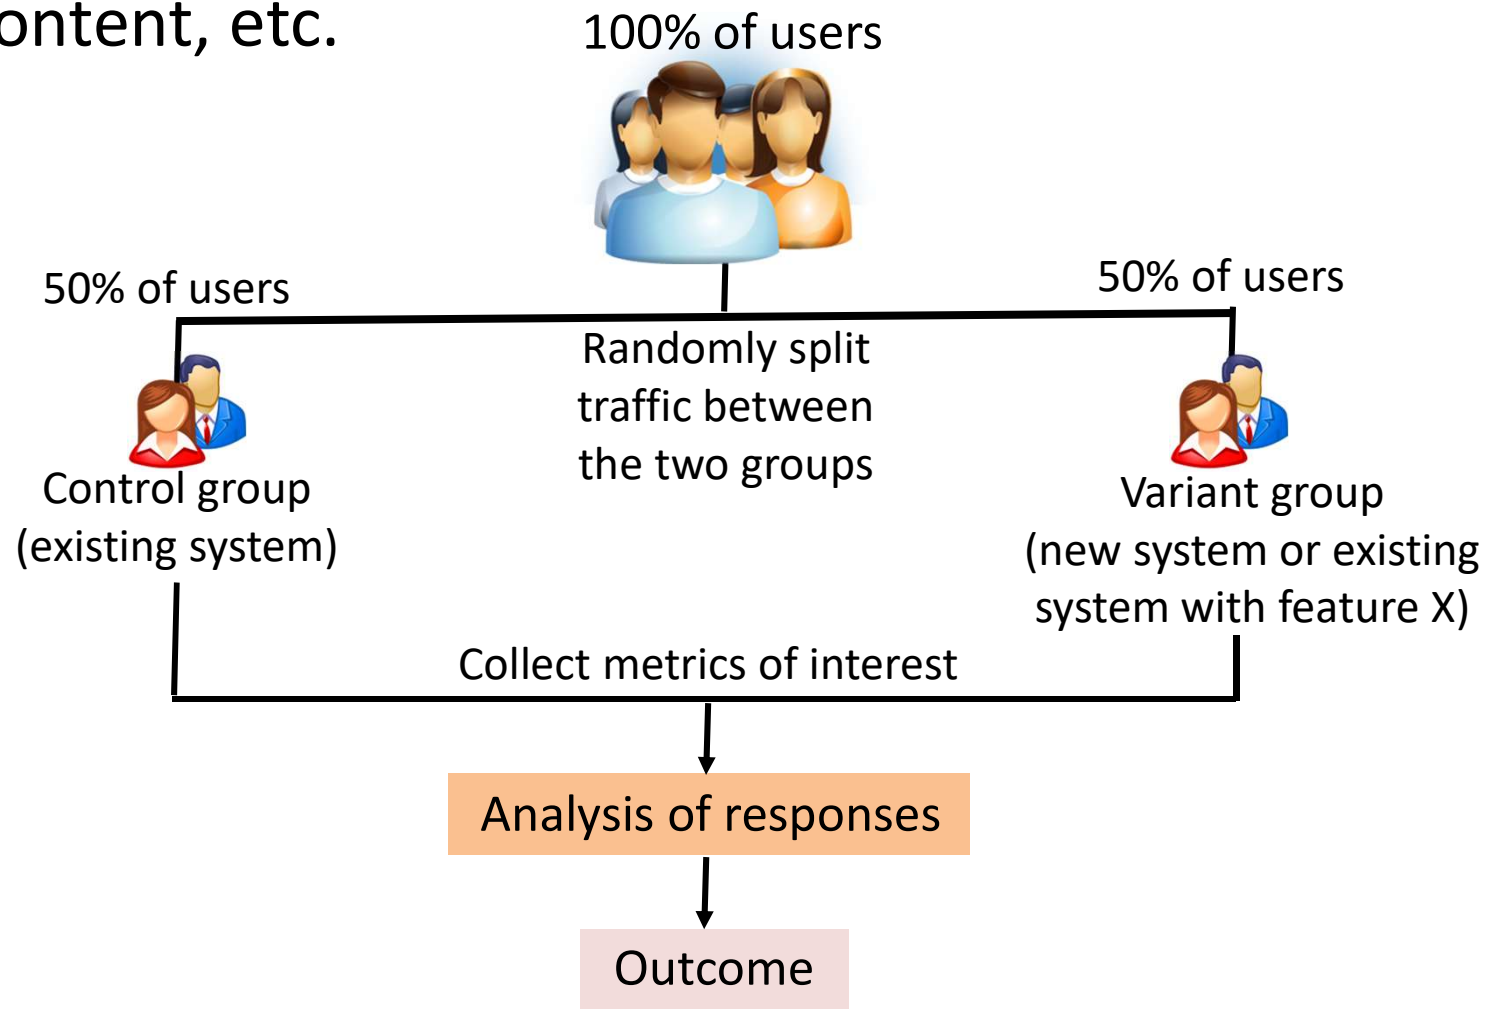 ontent, etc.
100% of users
50% of users
50% of users
Randomly split
traffic between
the two groups
Control group
(existing system)
Variant group
(new system or existing
system with feature X)
Collect metrics of interest
Analysis of responses
Outcome